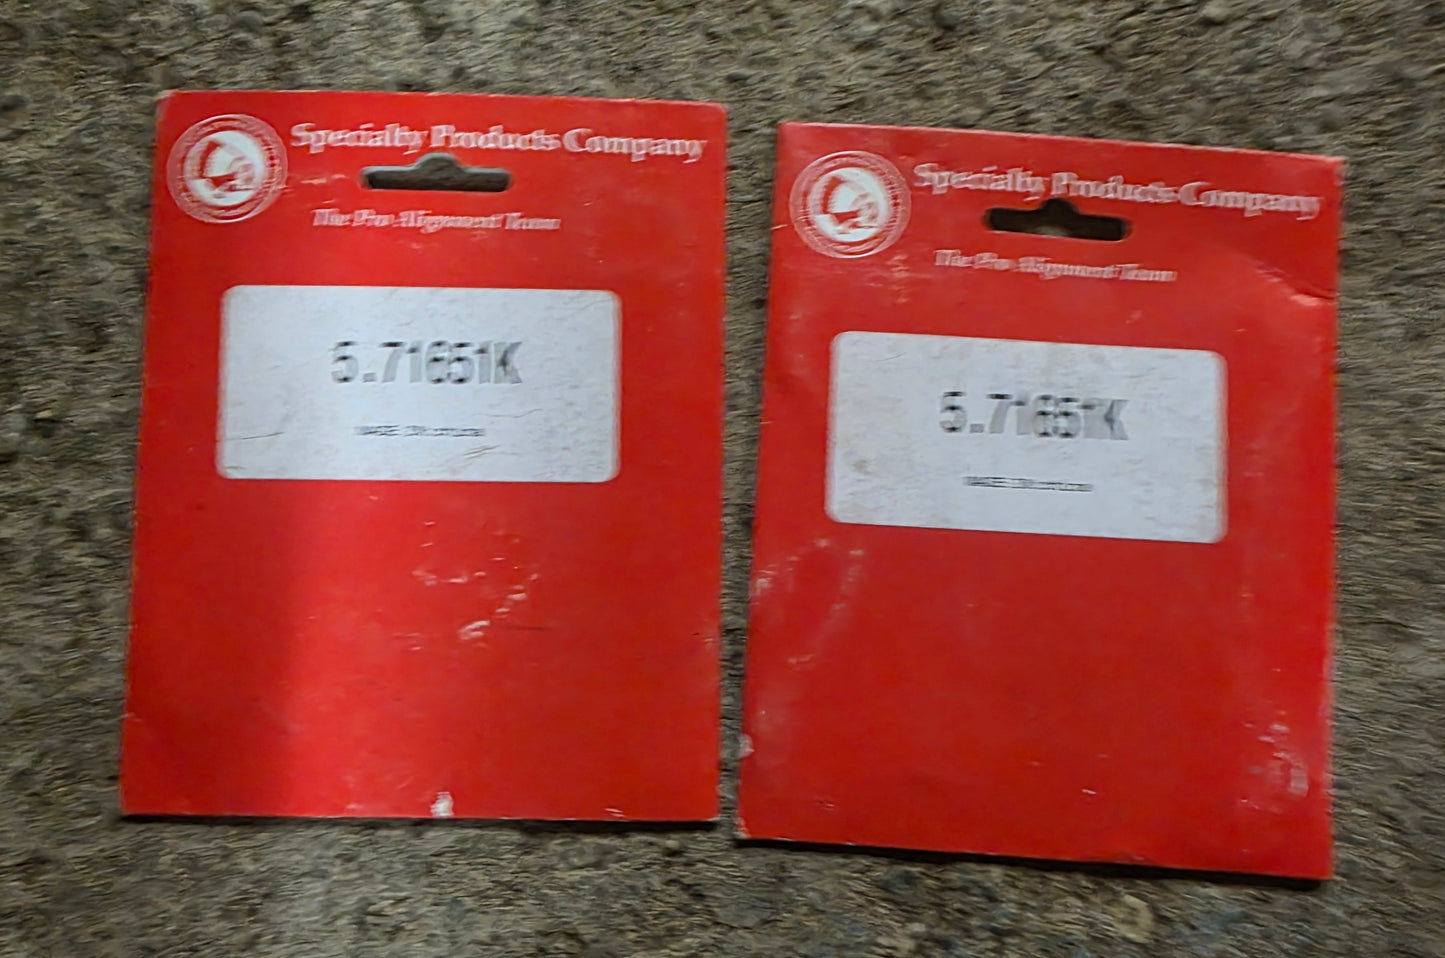 Specialty Products Company
The Pro Alignment Team
5.71651K
Specialty Products Company
The Pro Alignment Team
5.71651K